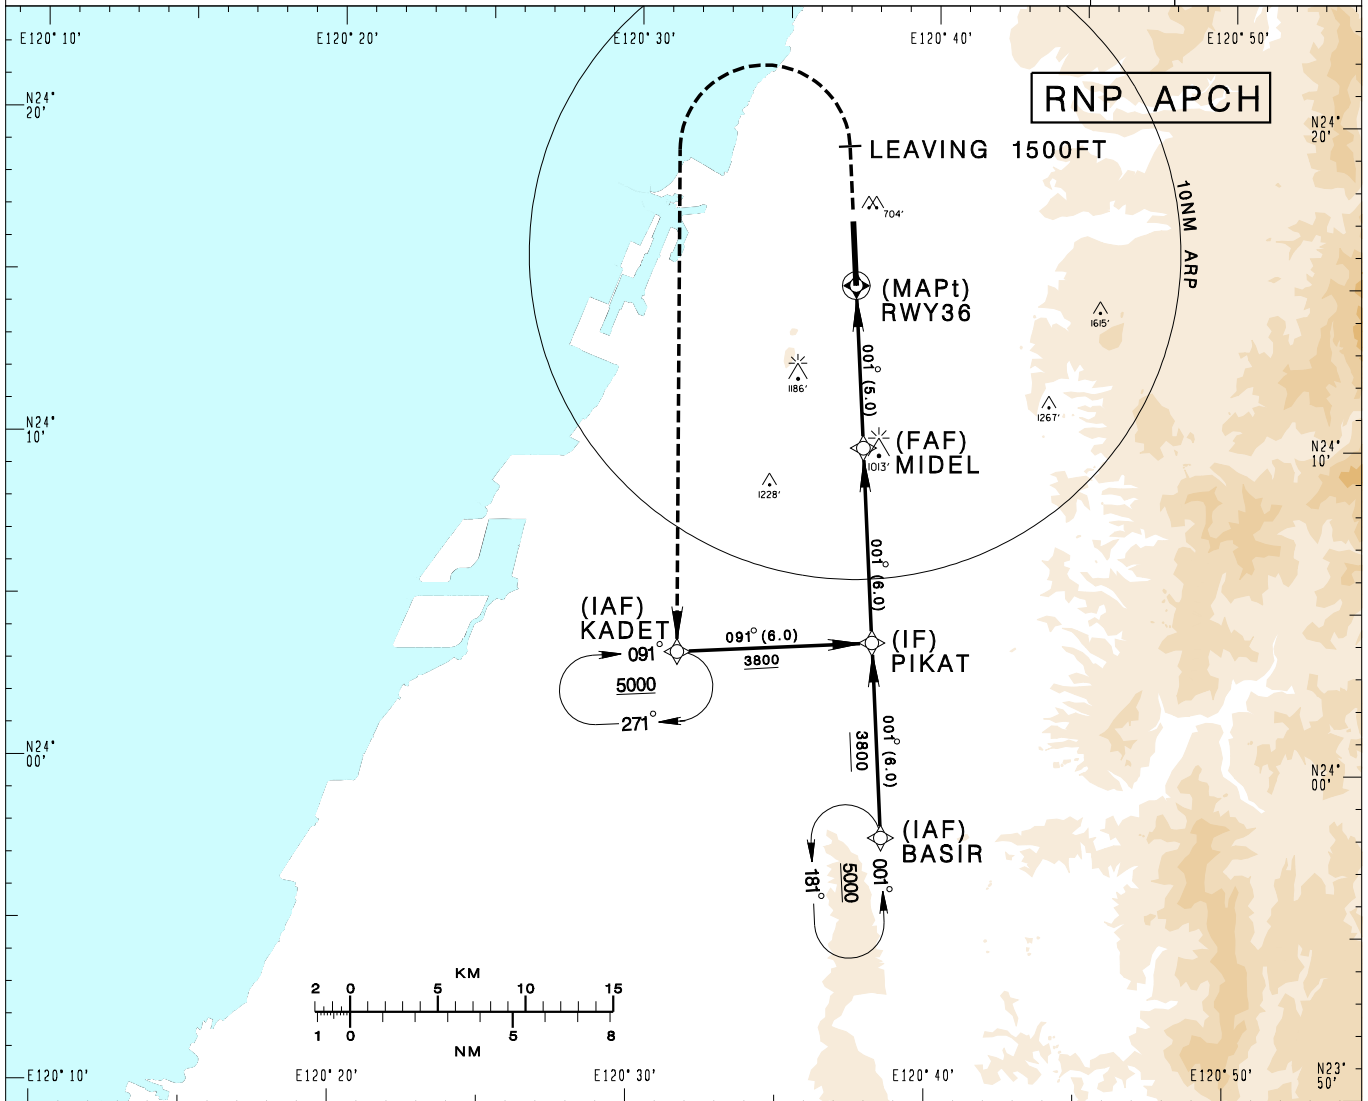 E120° 10' E120° 20' E120° 30' E120° 40' E120° 50'
N24°
20'
RNP APCH
N24°
20'
LEAVING 1500FT
10NM ARP
704'
(MAPt)
RWY36
1615'
001° (5.0)
1186'
1267'
N24°
10'
(FAF)
MIDEL
1013'
N24°
10'
1228'
001° (6.0)
(IAF)
KADET
091° (6.0)
3800
091°
5000
271°
(IF)
PIKAT
001° (6.0)
3800
N24°
00'
N24°
00'
(IAF)
BASIR
181°
5000
001°
KM
2 0 5 10 15
1 0 5 8
NM
E120° 10' E120° 20' E120° 30' E120° 40' E120° 50'
N23°
50'